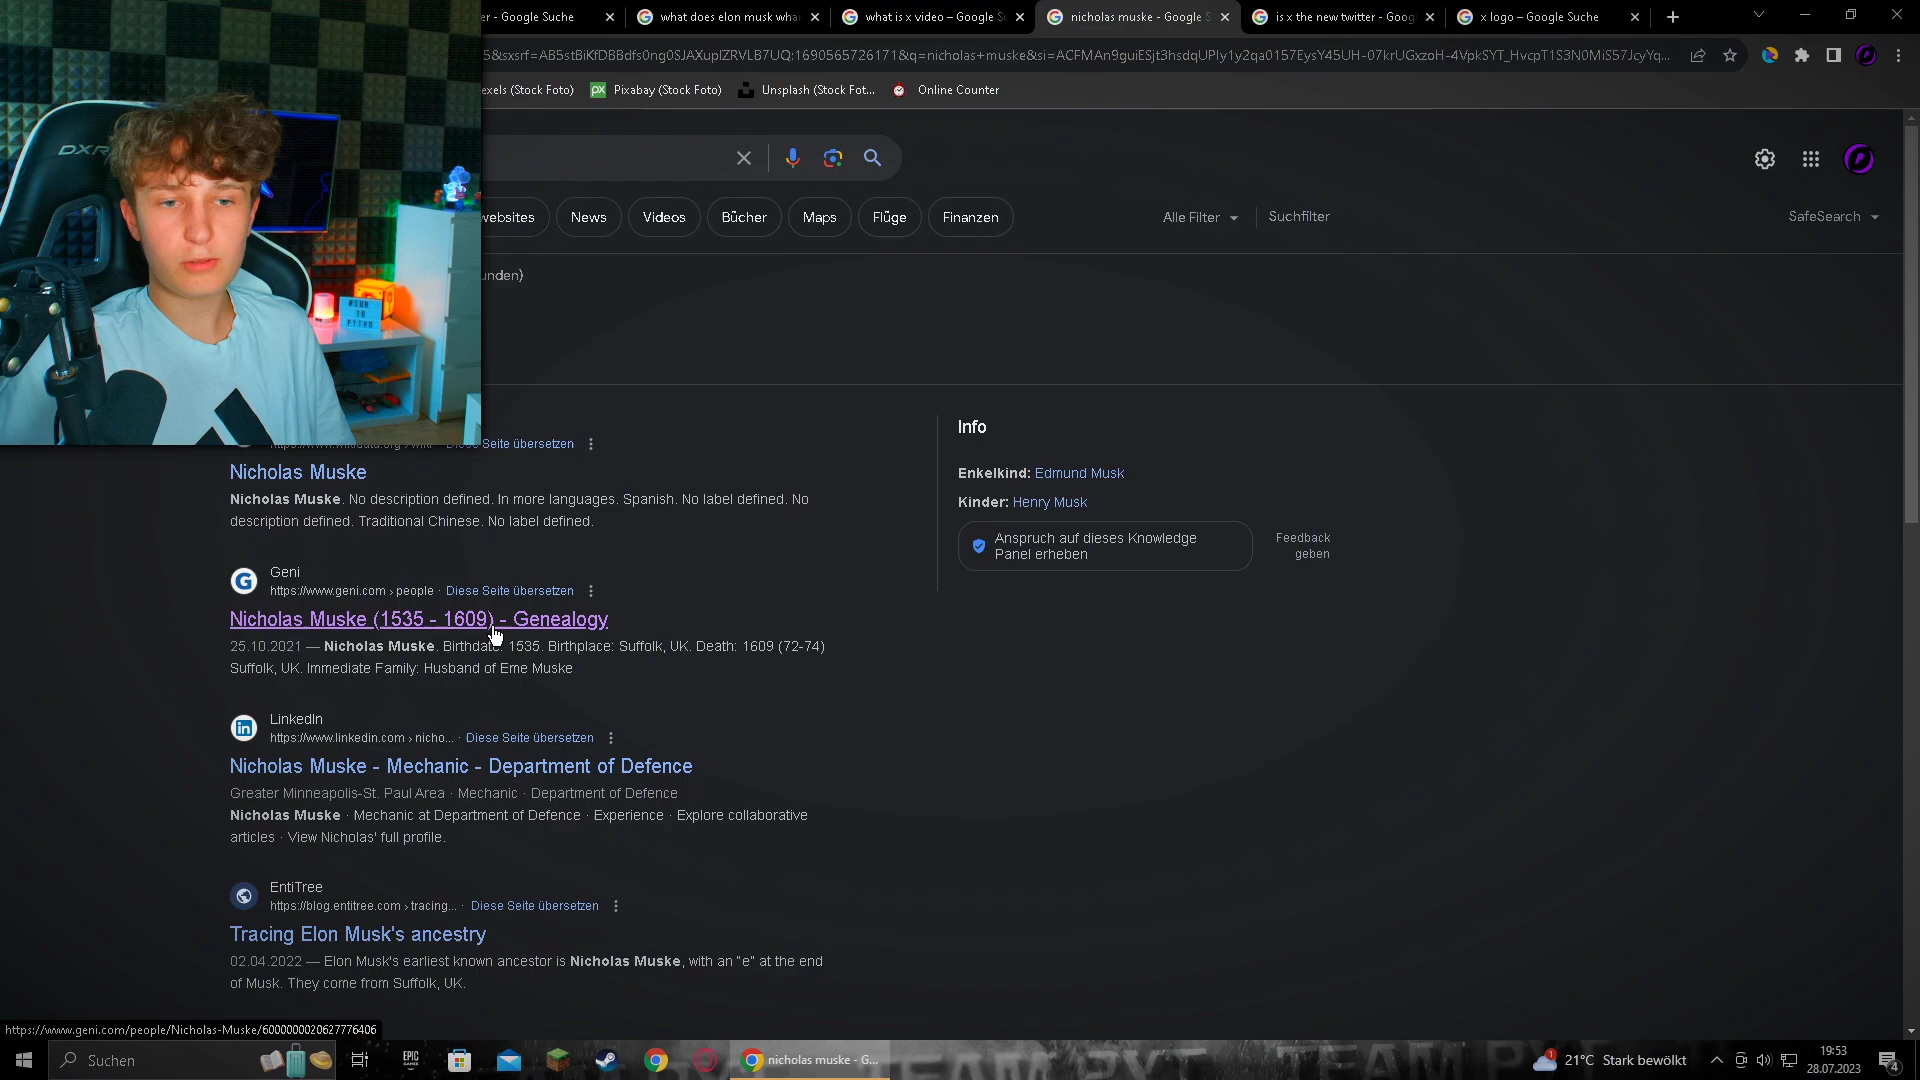 er - Google Suche
what does elon musk wha
what is x video – Google S
nicholas muske - Google S
is x the new twitter - Goog
x logo – Google Suche
5&sxsrf=AB5stBiKfDBBdfs0ng0SJAXuplZRVLB7UQ:1690565726171&q=nicholas+muske&si=ACFMAn9guiESjt3hsdqUPIy1y2qa0157EysY45UH-07krUGxzoH-4VpkSYT_HvcpT1S3N0MiS57JcyYq...
exels (Stock Foto)
Pixabay (Stock Foto)
Unsplash (Stock Fot...
Online Counter
websites
News
Videos
Bücher
Maps
Flüge
Finanzen
Alle Filter
Suchfilter
SafeSearch
unden)
DXR
Diese Seite übersetzen
Nicholas Muske
Nicholas Muske. No description defined. In more languages. Spanish. No label defined. No
description defined. Traditional Chinese. No label defined.
Geni
https://www.geni.com › people · Diese Seite übersetzen
Nicholas Muske (1535 - 1609) - Genealogy
25.10.2021 — Nicholas Muske. Birthdate: 1535. Birthplace: Suffolk, UK. Death: 1609 (72-74)
Suffolk, UK. Immediate Family: Husband of Eme Muske
LinkedIn
https://www.linkedin.com › nicho... · Diese Seite übersetzen
Nicholas Muske - Mechanic - Department of Defence
Greater Minneapolis-St. Paul Area · Mechanic · Department of Defence
Nicholas Muske · Mechanic at Department of Defence · Experience · Explore collaborative
articles · View Nicholas' full profile.
EntiTree
https://blog.entitree.com › tracing... · Diese Seite übersetzen
Tracing Elon Musk's ancestry
02.04.2022 — Elon Musk's earliest known ancestor is Nicholas Muske, with an "e" at the end
of Musk. They come from Suffolk, UK.
Info
Enkelkind: Edmund Musk
Kinder: Henry Musk
Anspruch auf dieses Knowledge
Panel erheben
Feedback
geben
https://www.geni.com/people/Nicholas-Muske/6000000020627776406
Suchen
nicholas muske - G...
21°C Stark bewölkt
19:53
28.07.2023
4